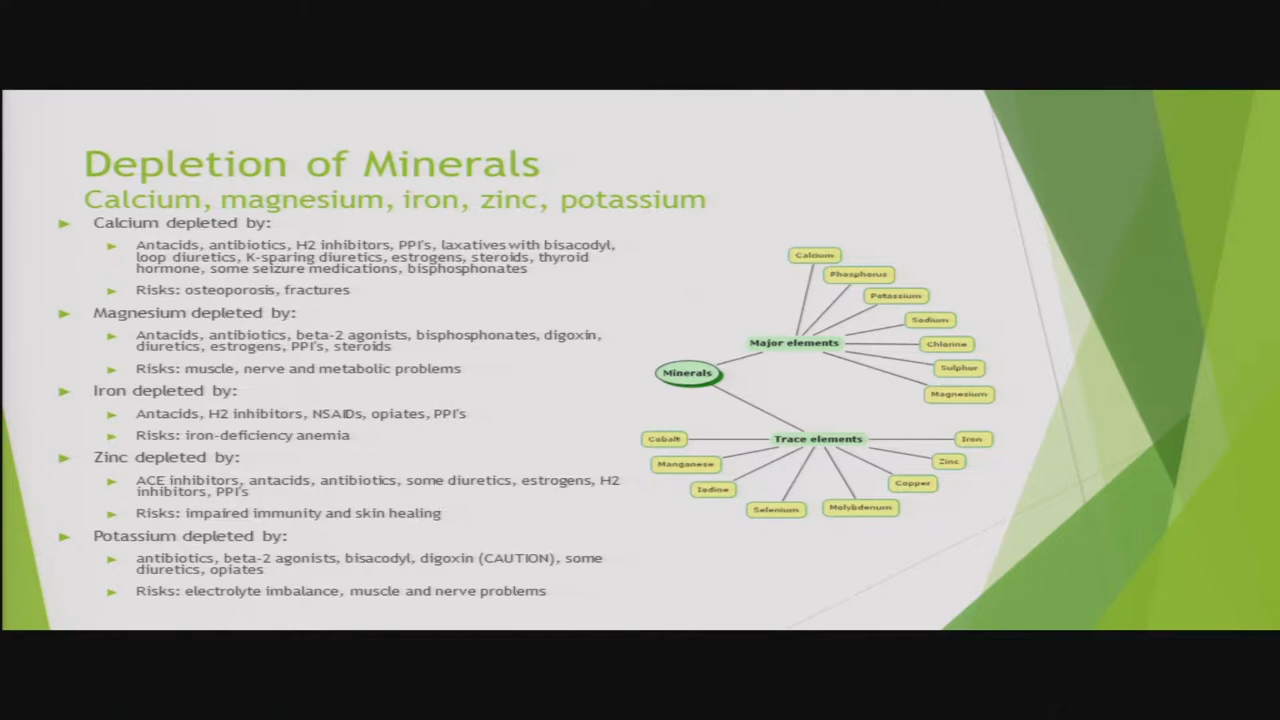 Depletion of Minerals
Calcium, magnesium, iron, zinc, potassium
Calcium depleted by:
Antacids, antibiotics, H2 inhibitors, PPI's, laxatives with bisacodyl,
loop diuretics, K-sparing diuretics, estrogens, steroids, thyroid
hormone, some seizure medications, bisphosphonates
Risks: osteoporosis, fractures
Magnesium depleted by:
Antacids, antibiotics, beta-2 agonists, bisphosphonates, digoxin,
diuretics, estrogens, PPI's, steroids
Risks: muscle, nerve and metabolic problems
Iron depleted by:
Antacids, H2 inhibitors, NSAIDs, opiates, PPI's
Risks: iron-deficiency anemia
Zinc depleted by:
ACE inhibitors, antacids, antibiotics, some diuretics, estrogens, H2
inhibitors, PPI's
Risks: impaired immunity and skin healing
Potassium depleted by:
antibiotics, beta-2 agonists, bisacodyl, digoxin (CAUTION), some
diuretics, opiates
Risks: electrolyte imbalance, muscle and nerve problems
Calcium
Phosphorus
Potassium
Sodium
Major elements
Chlorine
Sulphur
Minerals
Magnesium
Cobalt
Trace elements
Iron
Manganese
Zinc
Iodine
Copper
Selenium
Molybdenum